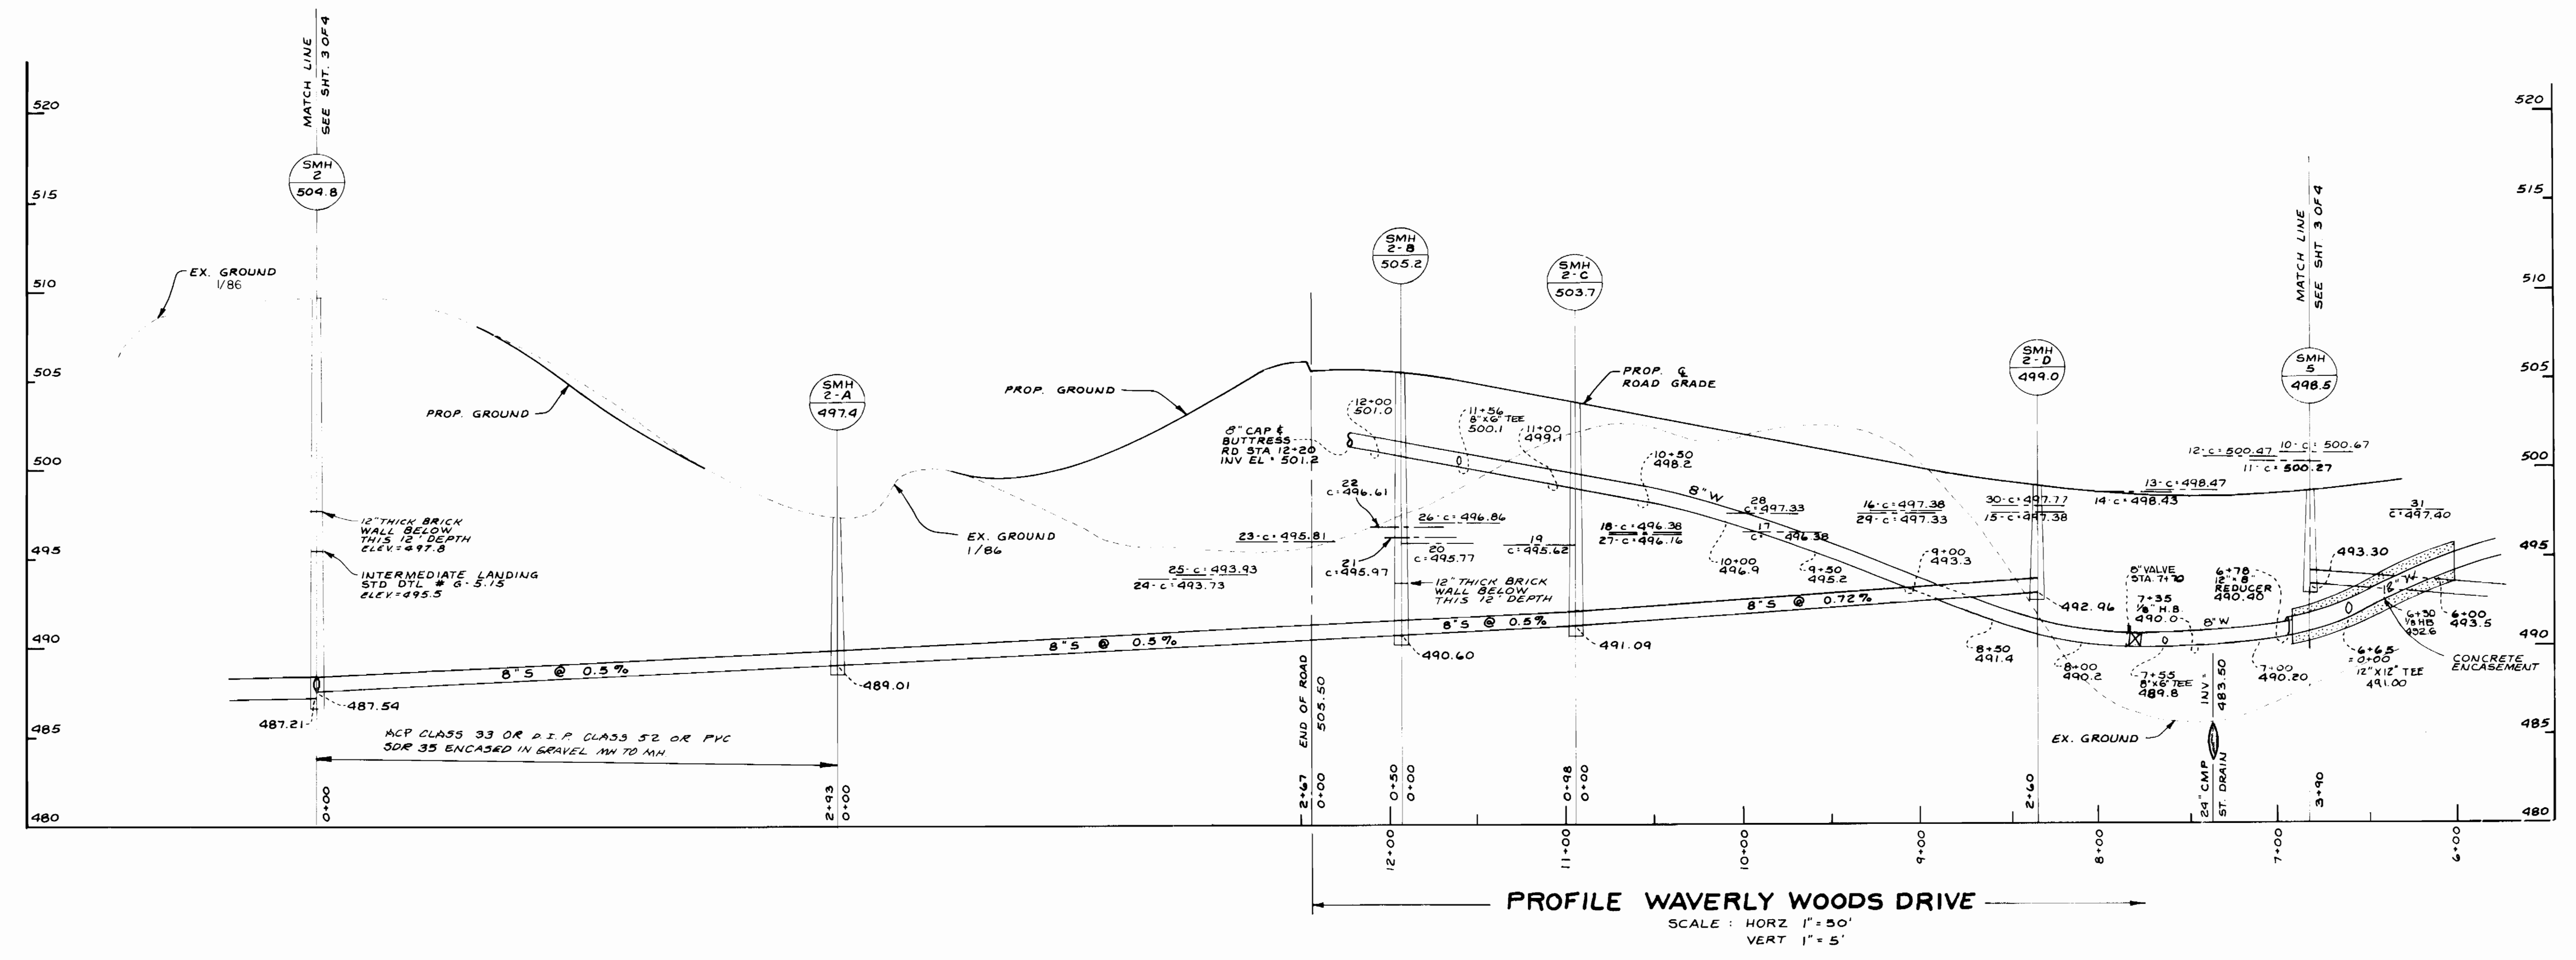 MATCH LINE
SEE SHT. 3 OF 4
520
515
510
505
500
495
490
485
480
SMH
2
504.8
EX. GROUND
1/86
PROP. GROUND
12" THICK BRICK
WALL BELOW
THIS 12' DEPTH
ELEV.=497.8
INTERMEDIATE LANDING
STD DTL # G-5.15
ELEV=495.5
8"S @ 0.5%
487.21
487.54
ACP CLASS 33 OR D.I.P. CLASS 52 OR PVC
SDR 35 ENCASED IN GRAVEL MH TO MH
0+00
SMH
2-A
497.4
489.01
2+93
0+00
EX. GROUND
1/86
PROP. GROUND
8"S @ 0.5%
25-c=493.93
24-c=493.73
23-c=495.81
END OF ROAD
505.50
2+67
0+00
8" CAP &
BUTTRESS
RD STA 12+20
INV EL = 501.2
12+00
501.0
22
c=496.61
21
c=495.97
26-c=496.86
20
c=495.77
SMH
2-B
505.2
12" THICK BRICK
WALL BELOW
THIS 12' DEPTH
490.60
0+50
0+00
11+56
8"x6" TEE
500.1
11+00
499.1
8"S @ 0.5%
19
c=495.62
SMH
2-C
503.7
PROP. ℄
ROAD GRADE
491.09
0+98
0+00
10+50
498.2
18-c=496.38
27-c=496.16
8"W
28
c=497.33
17
c= 496.38
10+00
496.9
9+50
495.2
8"S @ 0.72%
16-c=497.38
29-c=497.33
9+00
493.3
SMH
2-D
499.0
30-c=497.77
15-c=497.38
492.96
8+50
491.4
8+00
490.2
2+60
14-c=498.43
13-c=498.47
12-c=500.47
10-c=500.67
11-c=500.27
8"VALVE
STA. 7+70
7+35
1/8" H.B.
490.0
7+55
8"x6" TEE
489.8
8"W
6+78
12"x8"
REDUCER
490.40
7+00
490.20
INV=
483.50
24" CMP
ST. DRAIN
EX. GROUND
MATCH LINE
SEE SHT 3 OF 4
SMH
5
498.5
493.30
31
c=497.40
6+30
1/8 HB
492.6
6+00
493.5
6+65
=0+00
12"X12" TEE
491.00
CONCRETE
ENCASEMENT
3+90
520
515
510
505
500
495
490
485
480
12+00
11+00
10+00
9+00
8+00
7+00
6+00
PROFILE WAVERLY WOODS DRIVE
SCALE : HORZ 1"=50'
VERT 1"=5'